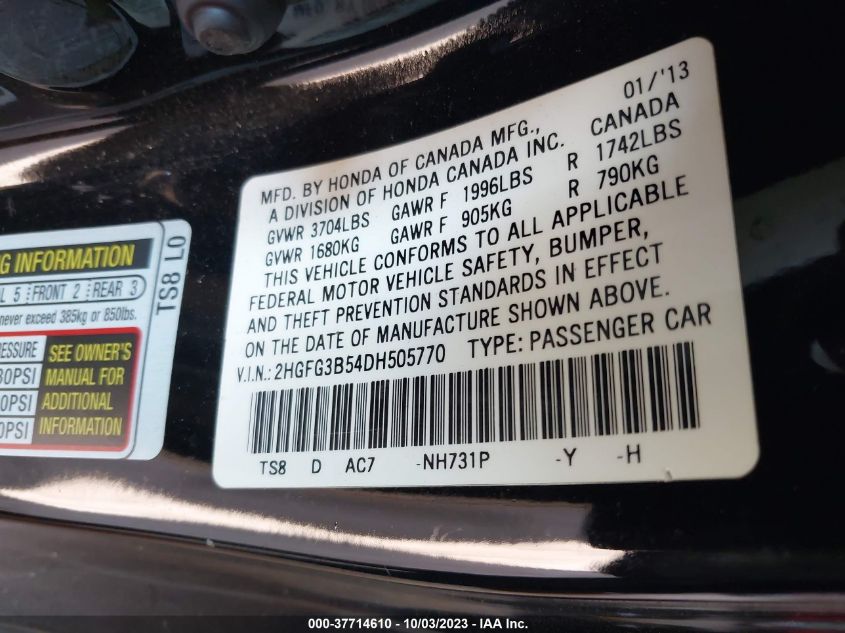 01/'13
MFD. BY HONDA OF CANADA MFG.,
A DIVISION OF HONDA CANADA INC. CANADA
GVWR 3704LBS GAWR F 1996LBS R 1742LBS
GVWR 1680KG GAWR F 905KG R 790KG
THIS VEHICLE CONFORMS TO ALL APPLICABLE
FEDERAL MOTOR VEHICLE SAFETY, BUMPER,
AND THEFT PREVENTION STANDARDS IN EFFECT
ON THE DATE OF MANUFACTURE SHOWN ABOVE.
V.I.N.: 2HGFG3B54DH505770 TYPE: PASSENGER CAR
TS8 D AC7 -NH731P -Y -H
INFORMATION
5 FRONT 2 REAR 3
never exceed 385kg or 850lbs.
SEE OWNER'S
MANUAL FOR
ADDITIONAL
INFORMATION
TS8 L0
000-37714610 - 10/03/2023 - IAA Inc.